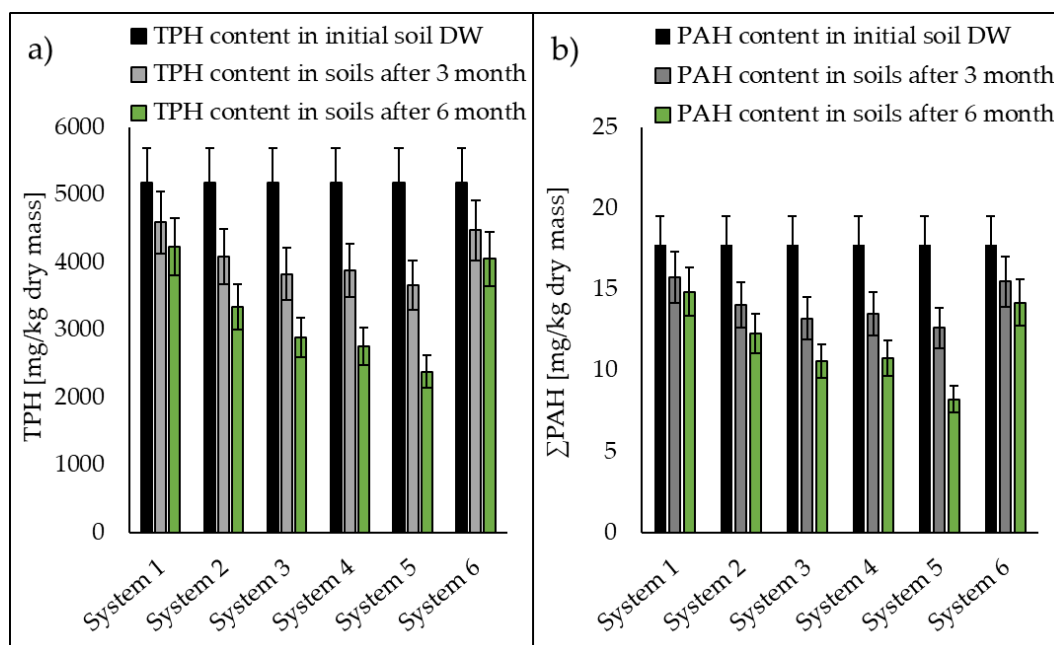 a)
TPH content in initial soil DW
TPH content in soils after 3 month
TPH content in soils after 6 month
TPH [mg/kg dry mass]
6000
5000
4000
3000
2000
1000
0
System 1
System 2
System 3
System 4
System 5
System 6
b)
PAH content in initial soil DW
PAH content in soils after 3 month
PAH content in soils after 6 month
∑PAH [mg/kg dry mass]
25
20
15
10
5
0
System 1
System 2
System 3
System 4
System 5
System 6